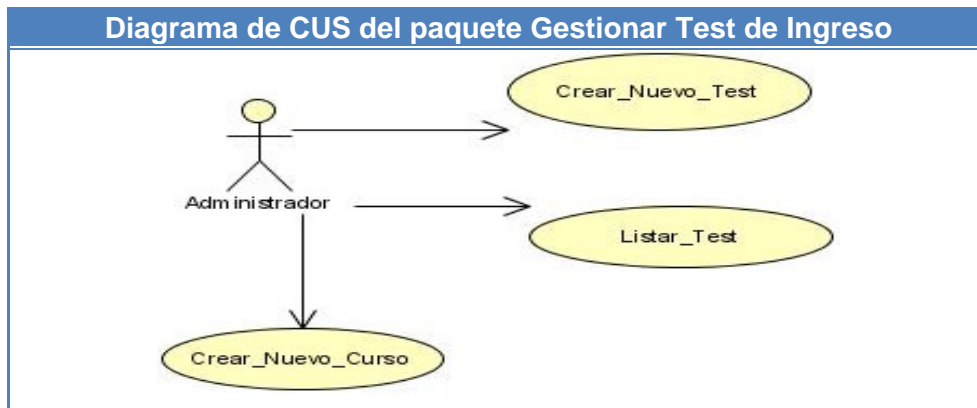 Diagrama de CUS del paquete Gestionar Test de Ingreso
Crear_Nuevo_Test
Administrador
Listar_Test
Crear_Nuevo_Curso